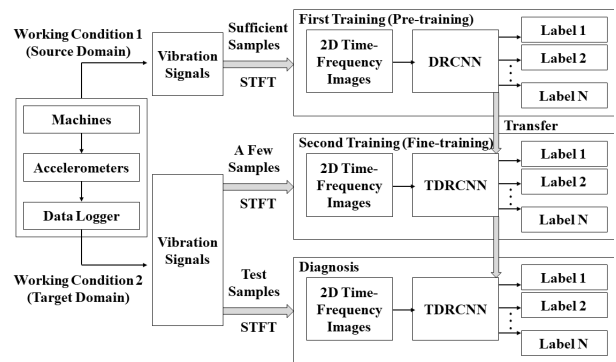 Working Condition 1
(Source Domain)
Machines
Accelerometers
Data Logger
Working Condition 2
(Target Domain)
Vibration
Signals
Sufficient
Samples
STFT
First Training (Pre-training)
2D Time-
Frequency
Images
DRCNN
Label 1
Label 2
Label N
Transfer
Vibration
Signals
A Few
Samples
STFT
Second Training (Fine-training)
2D Time-
Frequency
Images
TDRCNN
Label 1
Label 2
Label N
Test
Samples
STFT
Diagnosis
2D Time-
Frequency
Images
TDRCNN
Label 1
Label 2
Label N